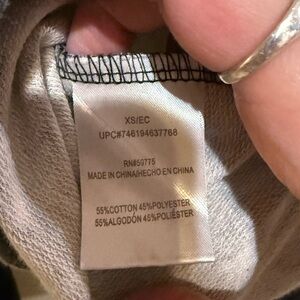 XS/EC
UPC#746194637768
RN#59775
MADE IN CHINA/HECHO EN CHINA
55%COTTON 45%POLYESTER
55%ALGODÓN 45%POLIÉSTER